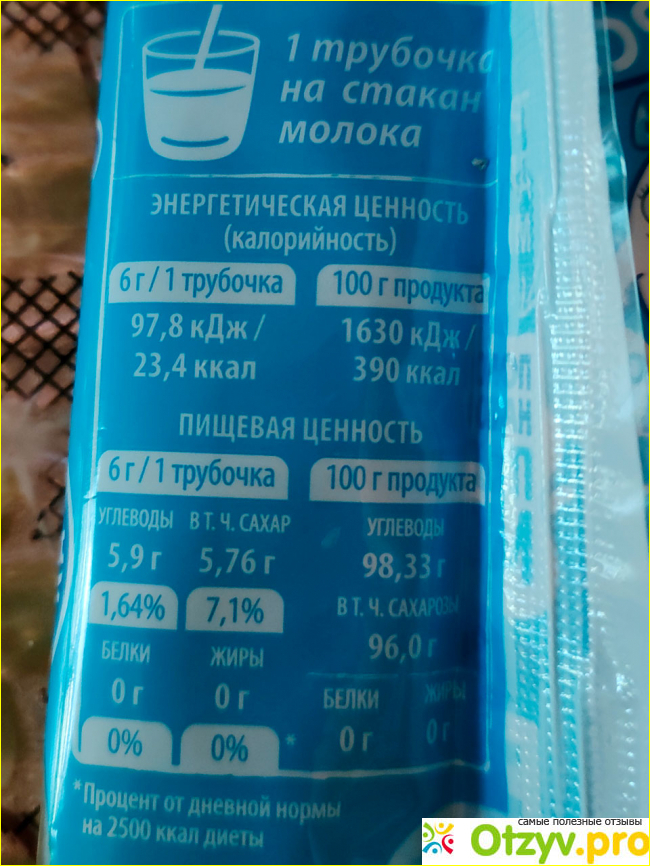 1 трубочка
на стакан
молока
ЭНЕРГЕТИЧЕСКАЯ ЦЕННОСТЬ
(калорийность)
6 г / 1 трубочка 100 г продукта
97,8 кДж / 1630 кДж /
23,4 ккал 390 ккал
ПИЩЕВАЯ ЦЕННОСТЬ
6 г / 1 трубочка 100 г продукта
УГЛЕВОДЫ В Т. Ч. САХАР УГЛЕВОДЫ
5,9 г 5,76 г 98,33 г
1,64% 7,1% В Т. Ч. САХАРОЗЫ
96,0 г
БЕЛКИ ЖИРЫ
0 г 0 г БЕЛКИ ЖИРЫ
0% 0% * 0 г 0 г
*Процент от дневной нормы
на 2500 ккал диеты
самые полезные отзывы
Otzyv.pro